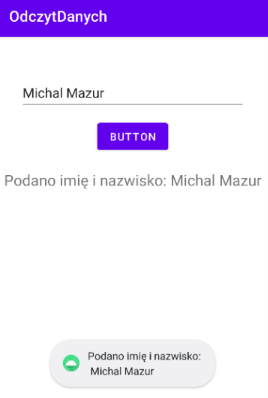 OdczytDanych
Michal Mazur
BUTTON
Podano imię i nazwisko: Michal Mazur
Podano imię i nazwisko:
Michal Mazur